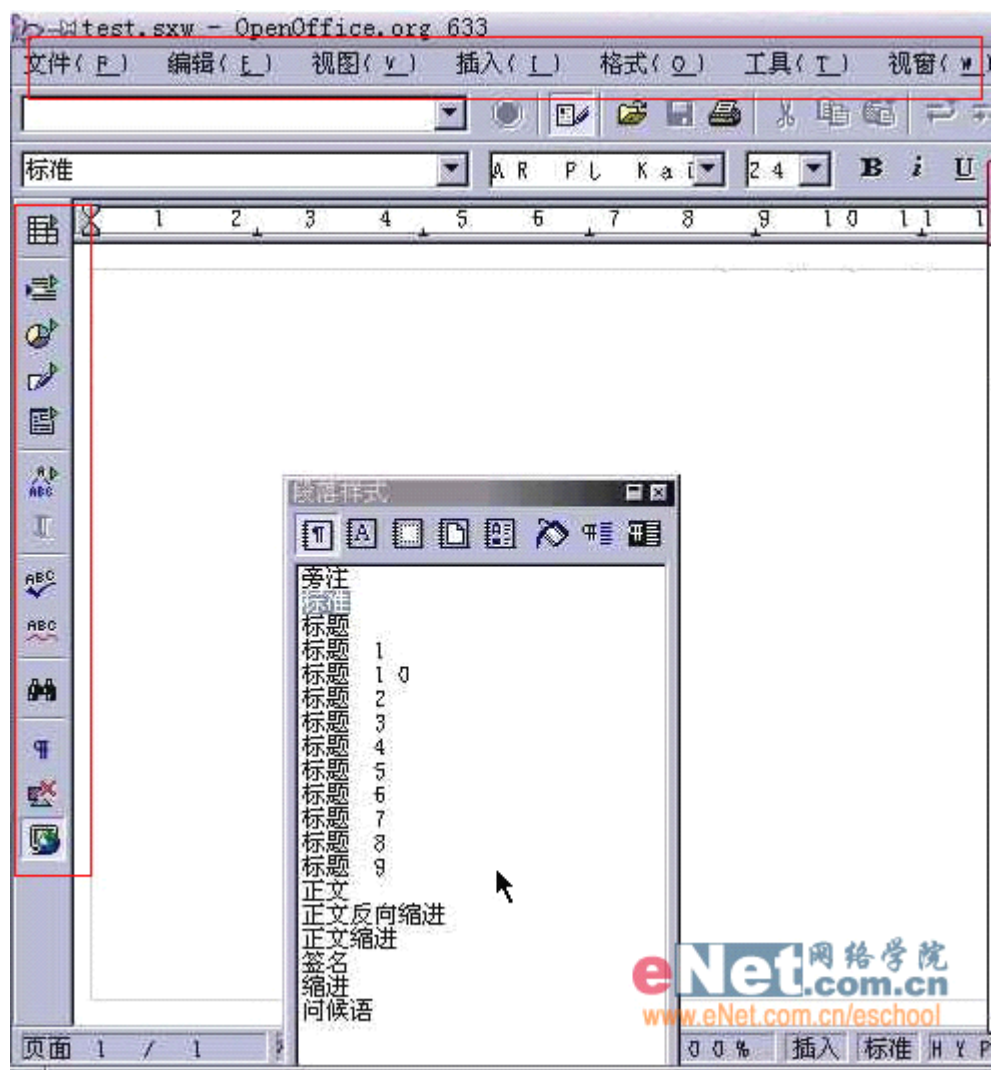 test.sxw - OpenOffice.org 633
文件(F) 编辑(E) 视图(V) 插入(I) 格式(O) 工具(T) 视窗(W)
标准 AR PL Kai 24 B i U
1 2 3 4 5 6 7 8 9 10 11 1
ABC
ABC
ABC
段落样式
旁注
标准
标题
标题 1
标题 10
标题 2
标题 3
标题 4
标题 5
标题 6
标题 7
标题 8
标题 9
正文
正文反向缩进
正文缩进
签名
缩进
问候语
eNet网络学院
.com.cn
www.eNet.com.cn/eschool
页面 1 / 1 00% 插入 标准 HYP